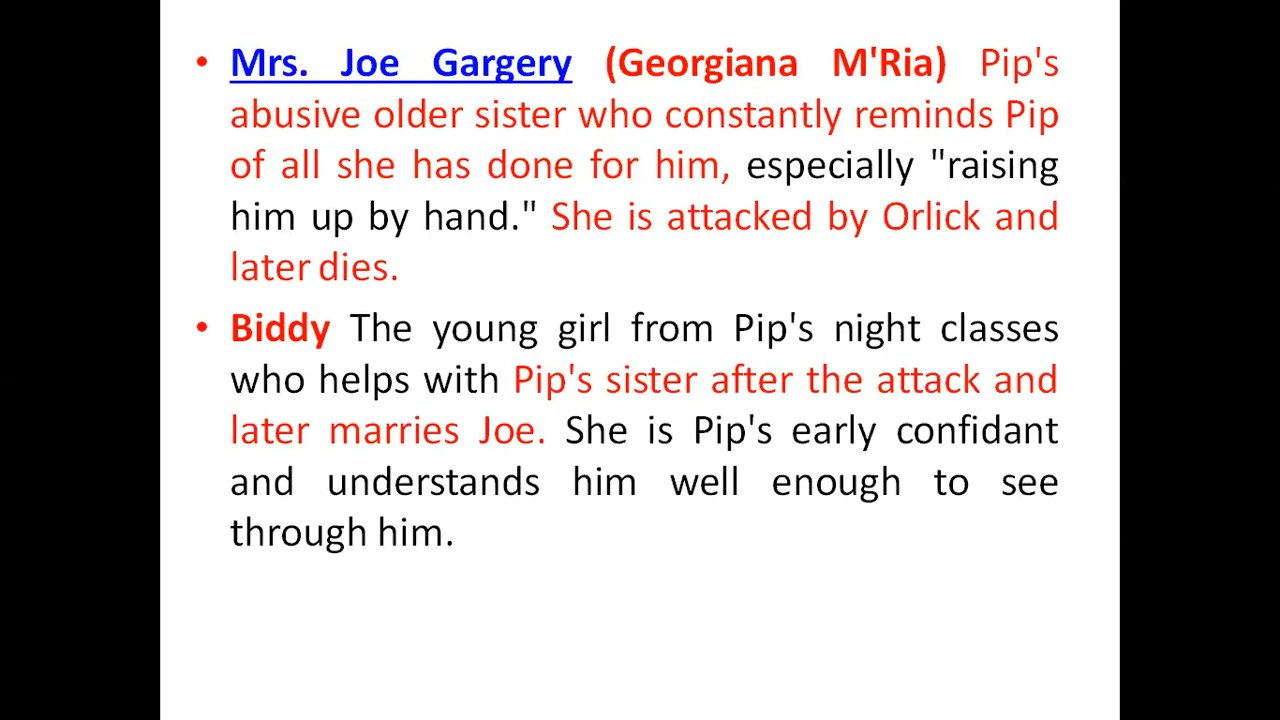 • Mrs. Joe Gargery (Georgiana M'Ria) Pip's
abusive older sister who constantly reminds Pip
of all she has done for him, especially "raising
him up by hand." She is attacked by Orlick and
later dies.
• Biddy The young girl from Pip's night classes
who helps with Pip's sister after the attack and
later marries Joe. She is Pip's early confidant
and understands him well enough to see
through him.